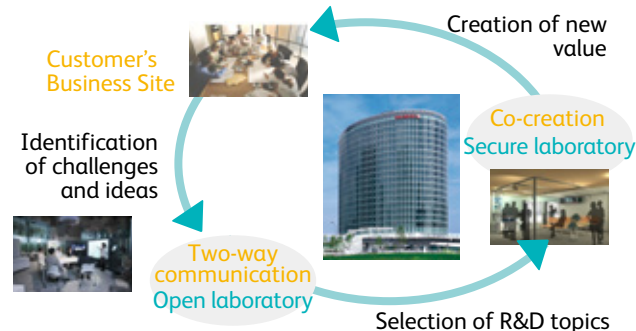 Creation of new
value
Customer's
Business Site
Co-creation
Secure laboratory
Identification
of challenges
and ideas
Two-way
communication
Open laboratory
Selection of R&D topics